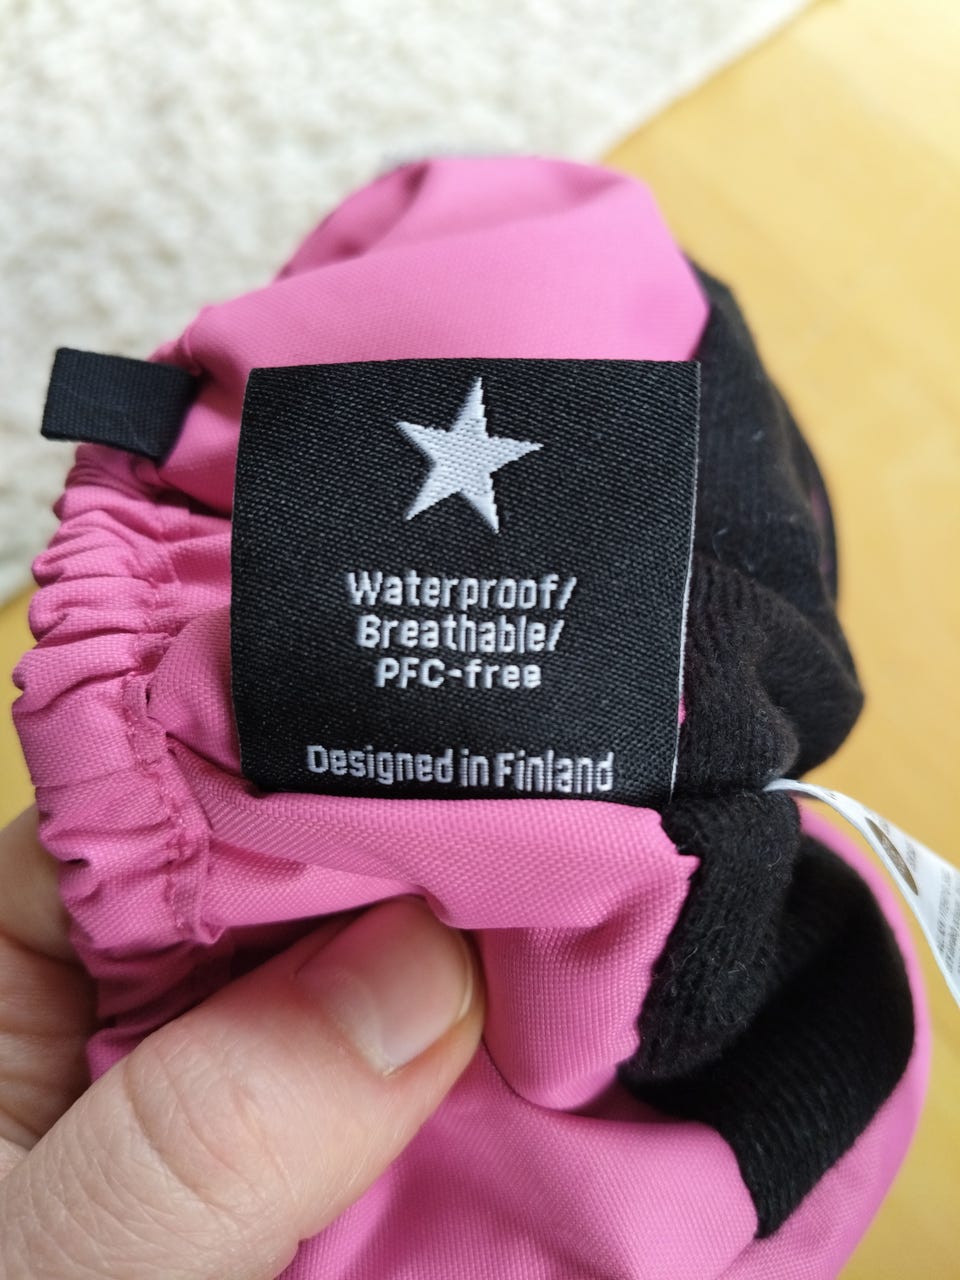 Waterproof/
Breathable/
PFC-free
Designed in Finland